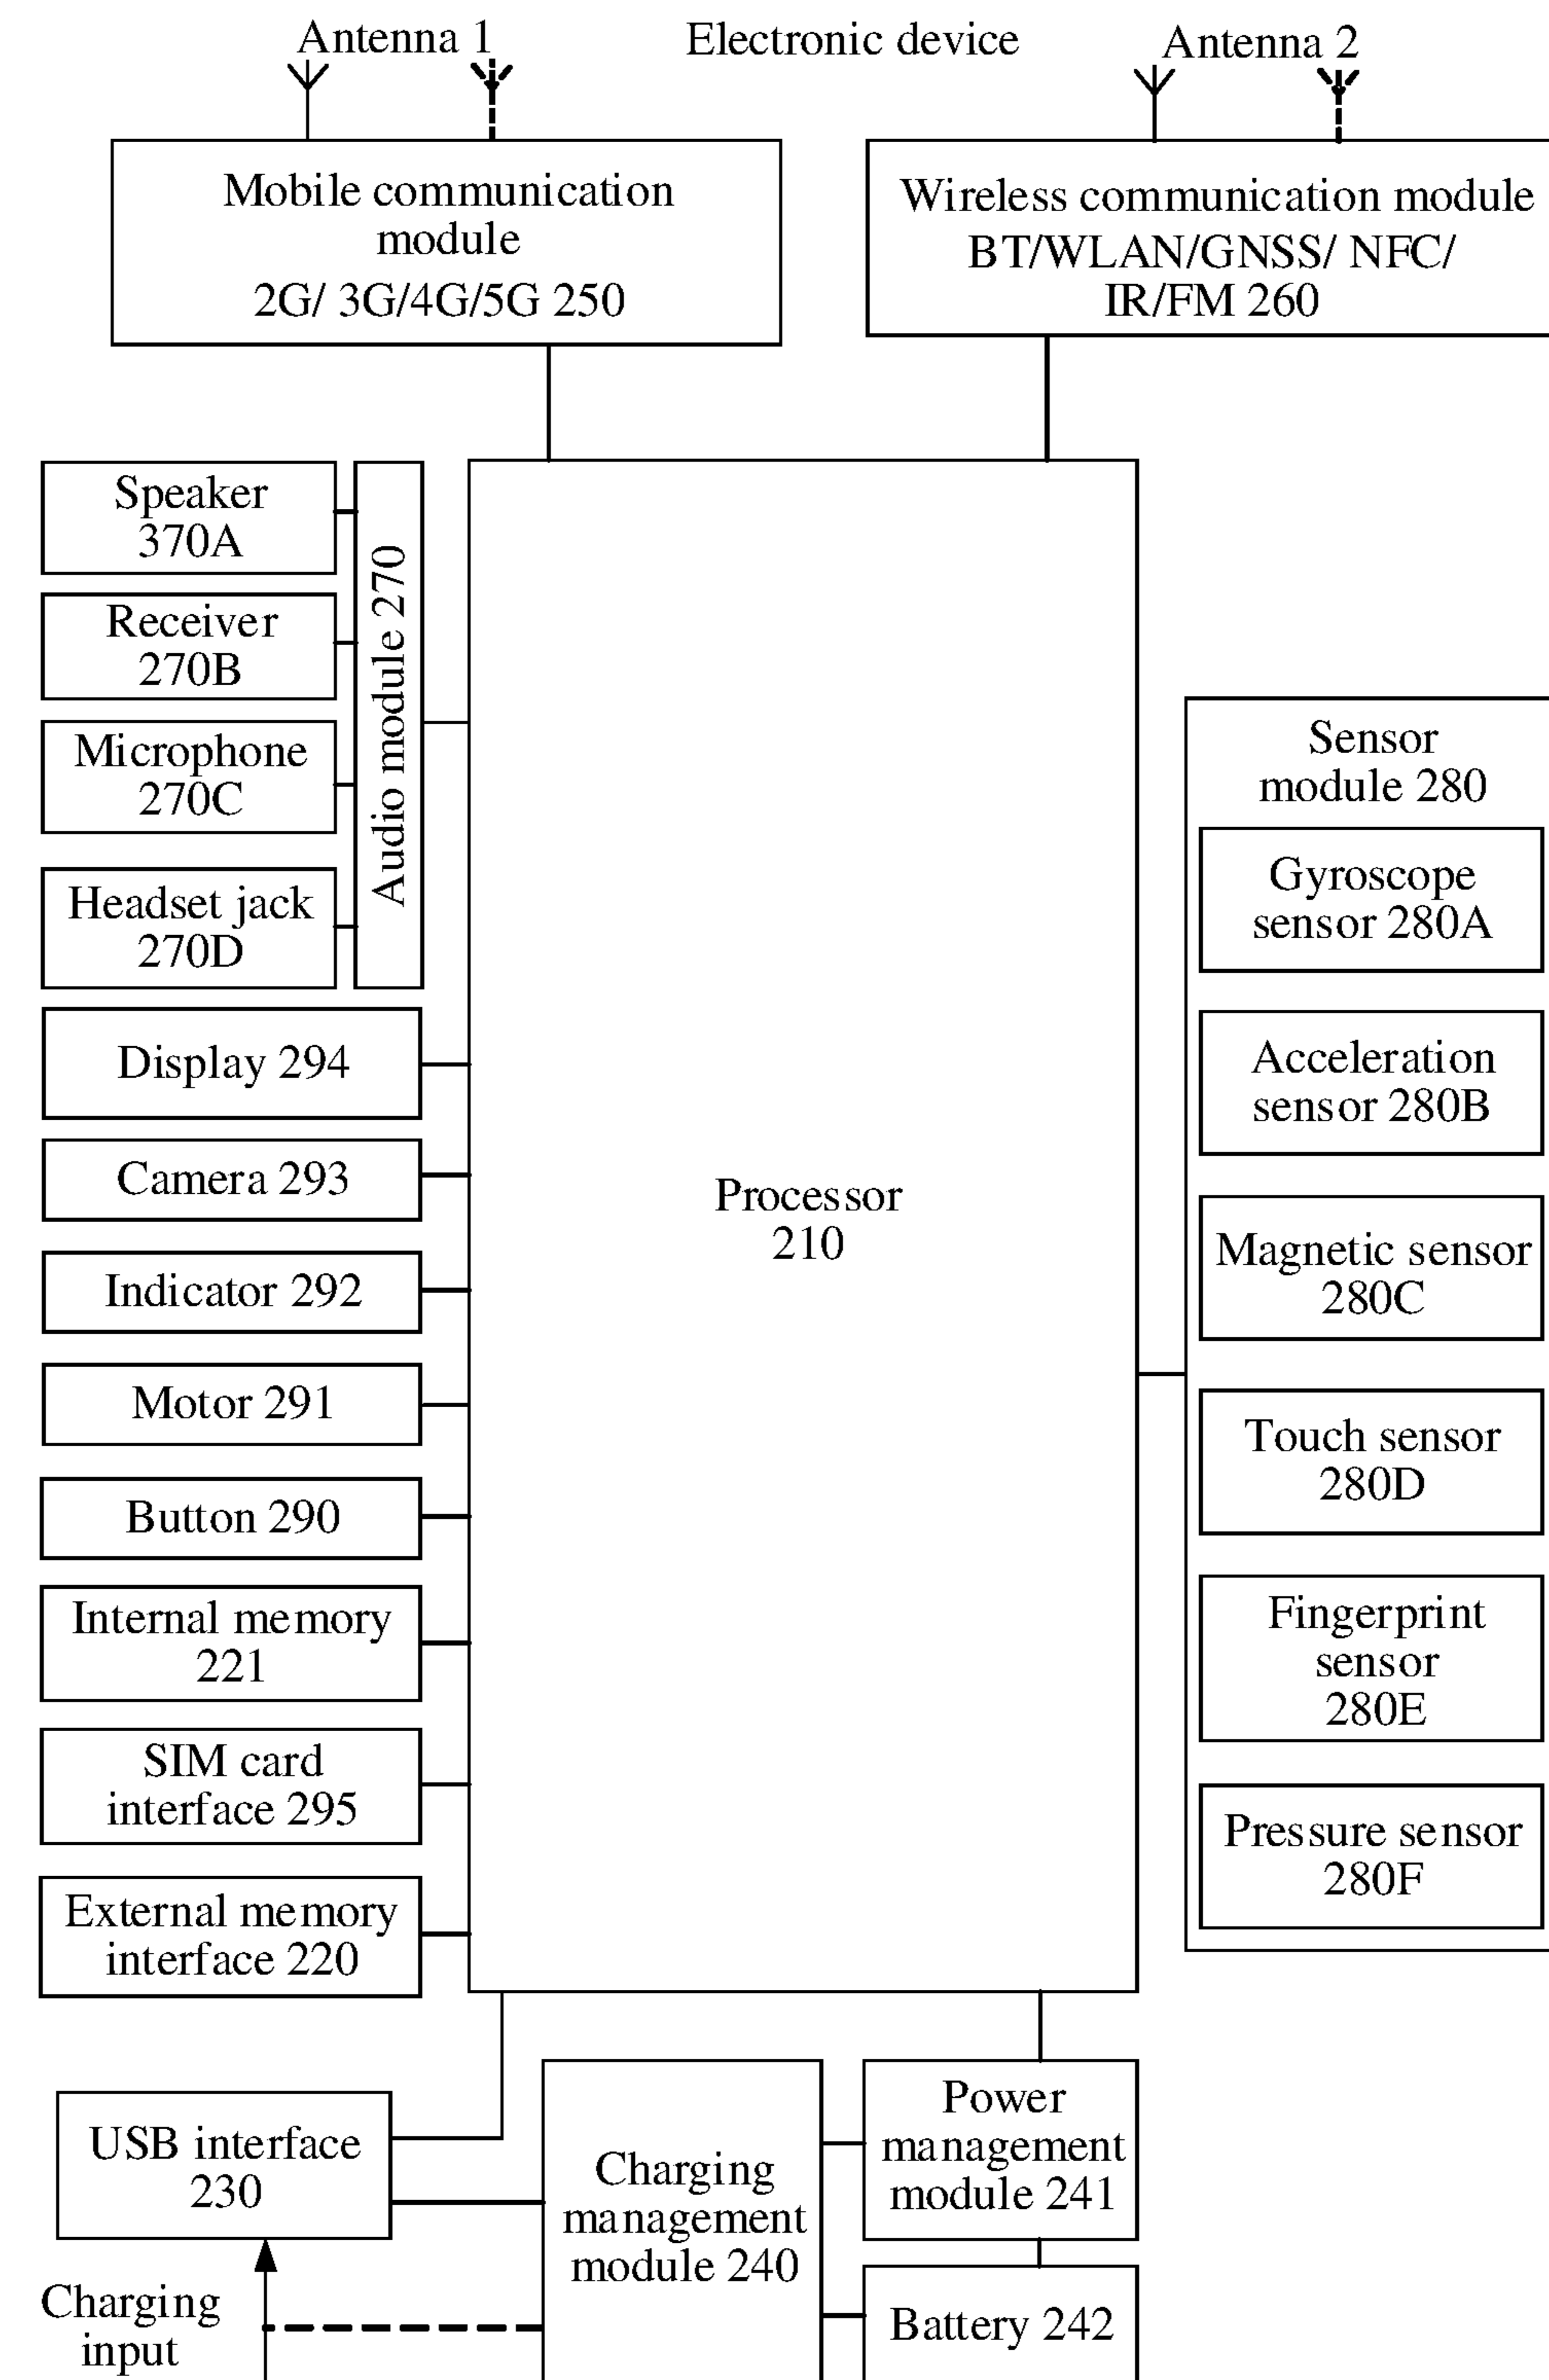 Antenna 1
Electronic device
Antenna 2
Mobile communication
module
2G/ 3G/4G/5G 250
Wireless communication module
BT/WLAN/GNSS/ NFC/
IR/FM 260
Speaker
370A
Receiver
270B
Microphone
270C
Headset jack
270D
Audio module 270
Display 294
Camera 293
Indicator 292
Motor 291
Button 290
Internal memory
221
SIM card
interface 295
External memory
interface 220
Processor
210
Sensor
module 280
Gyroscope
sensor 280A
Acceleration
sensor 280B
Magnetic sensor
280C
Touch sensor
280D
Fingerprint
sensor
280E
Pressure sensor
280F
USB interface
230
Charging
management
module 240
Power
management
module 241
Battery 242
Charging
input